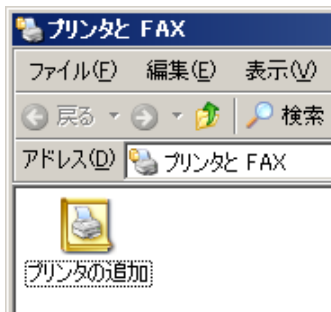 プリンタと FAX
ファイル(F) 編集(E) 表示(V)
戻る 検索
アドレス(D) プリンタと FAX
プリンタの追加